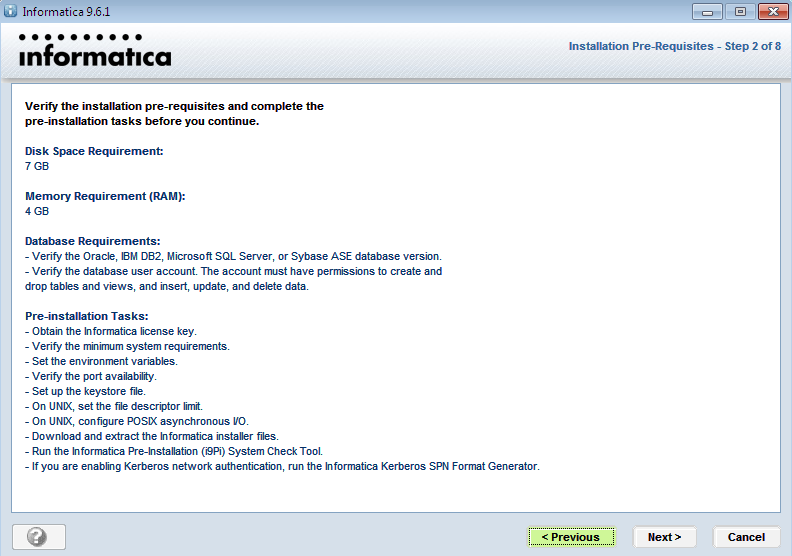 Informatica 9.6.1
informatica
Installation Pre-Requisites - Step 2 of 8
Verify the installation pre-requisites and complete the
pre-installation tasks before you continue.
Disk Space Requirement:
7 GB
Memory Requirement (RAM):
4 GB
Database Requirements:
- Verify the Oracle, IBM DB2, Microsoft SQL Server, or Sybase ASE database version.
- Verify the database user account. The account must have permissions to create and
drop tables and views, and insert, update, and delete data.
Pre-installation Tasks:
- Obtain the Informatica license key.
- Verify the minimum system requirements.
- Set the environment variables.
- Verify the port availability.
- Set up the keystore file.
- On UNIX, set the file descriptor limit.
- On UNIX, configure POSIX asynchronous I/O.
- Download and extract the Informatica installer files.
- Run the Informatica Pre-Installation (i9Pi) System Check Tool.
- If you are enabling Kerberos network authentication, run the Informatica Kerberos SPN Format Generator.
?
< Previous
Next >
Cancel